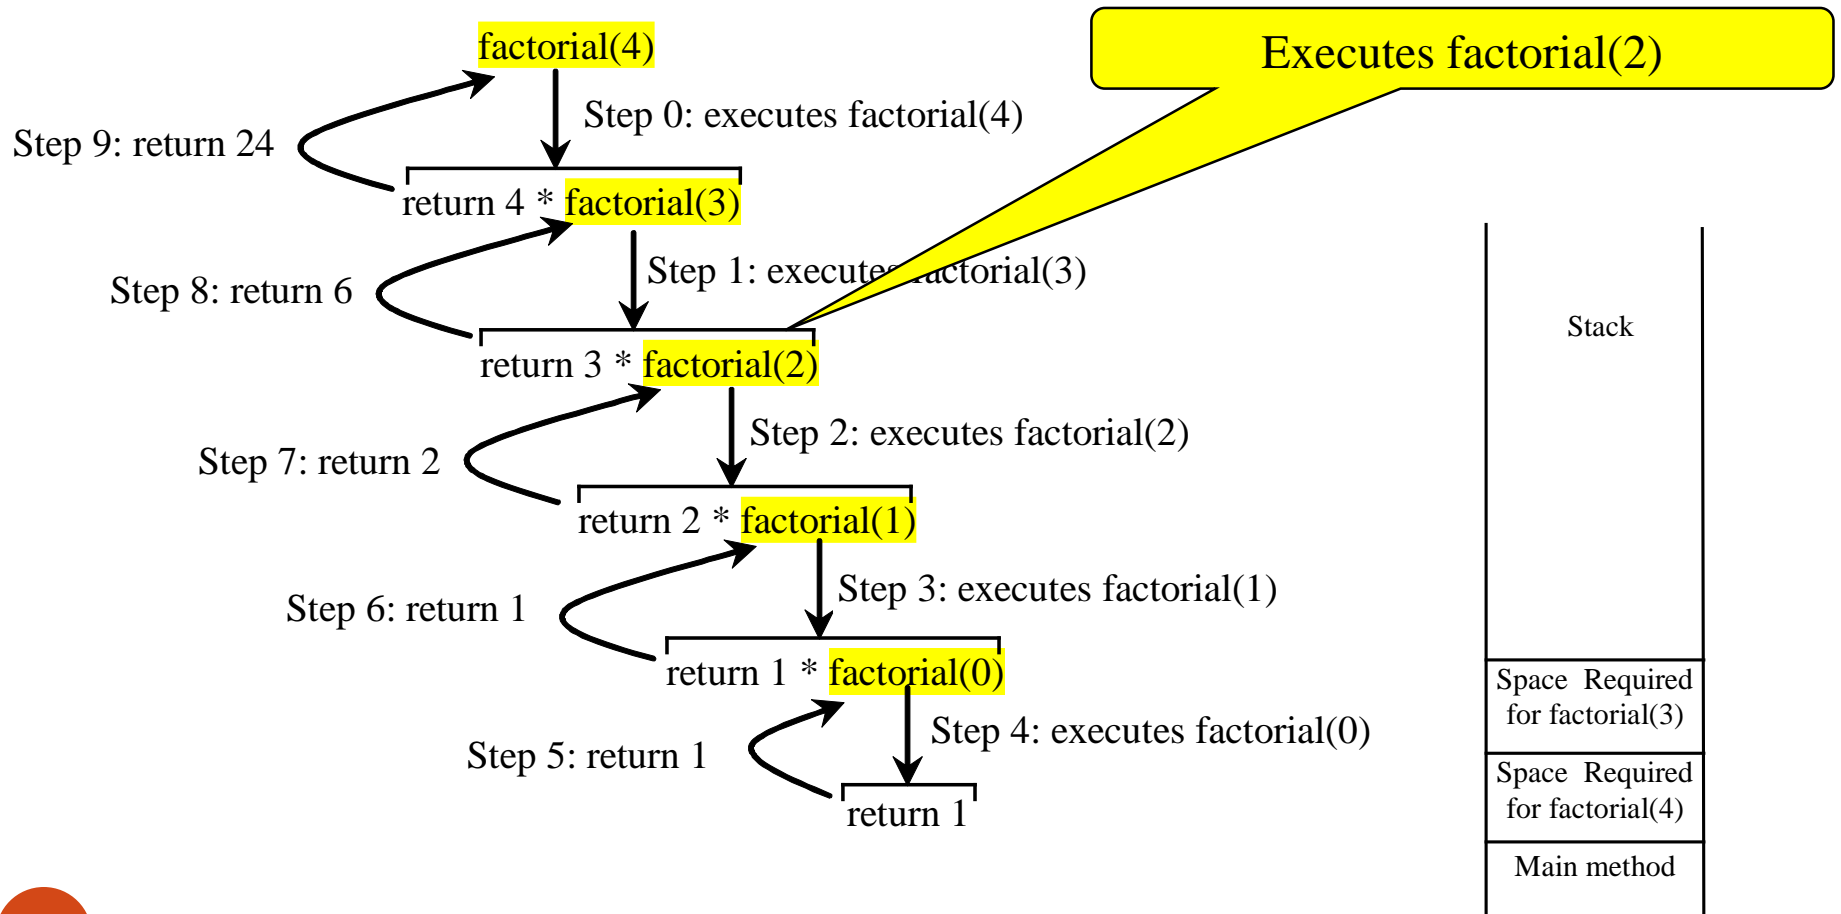 factorial(4)
Executes factorial(2)
Step 0: executes factorial(4)
Step 9: return 24
return 4 * factorial(3)
Step 1: executes factorial(3)
Step 8: return 6
Stack
return 3 * factorial(2)
Step 2: executes factorial(2)
Step 7: return 2
return 2 * factorial(1)
Step 3: executes factorial(1)
Step 6: return 1
return 1 * factorial(0)
Space Required
for factorial(3)
Step 4: executes factorial(0)
Step 5: return 1
Space Required
for factorial(4)
return 1
Main method